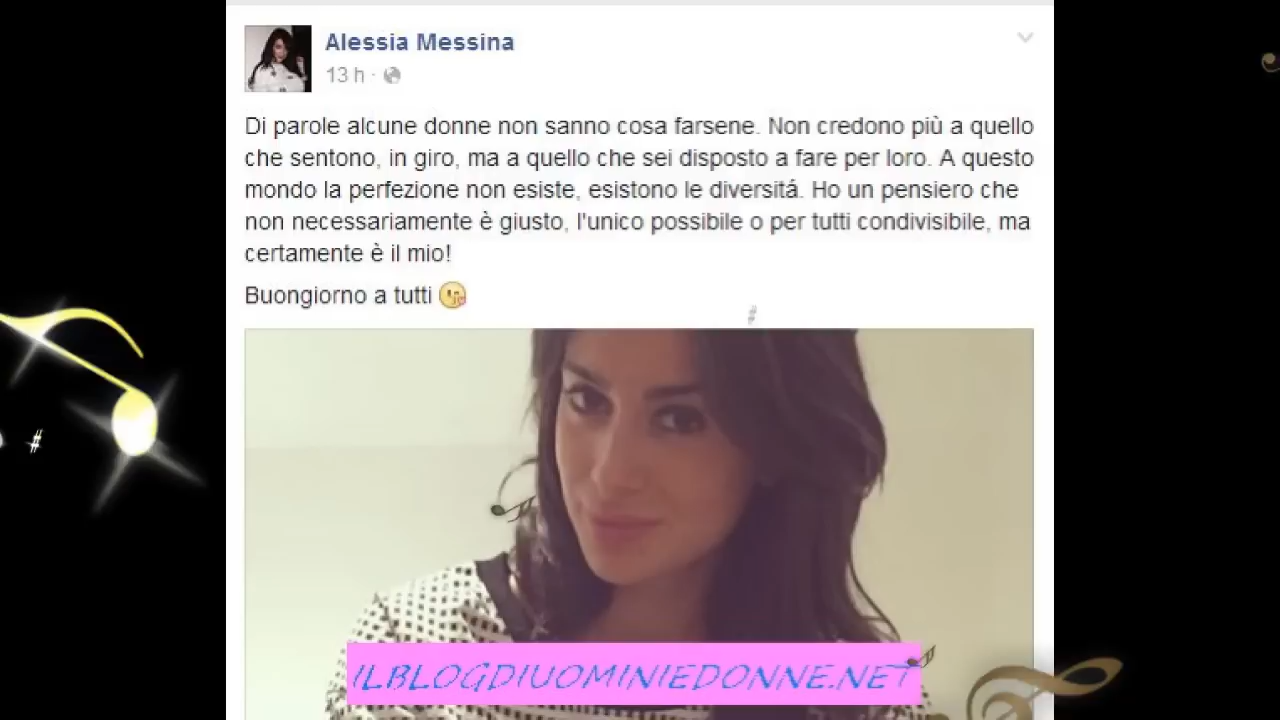 Alessia Messina
13 h ·
Di parole alcune donne non sanno cosa farsene. Non credono più a quello
che sentono, in giro, ma a quello che sei disposto a fare per loro. A questo
mondo la perfezione non esiste, esistono le diversitá. Ho un pensiero che
non necessariamente è giusto, l'unico possibile o per tutti condivisibile, ma
certamente è il mio!
Buongiorno a tutti
ILBLOGDIUOMINIEDONNE.NET